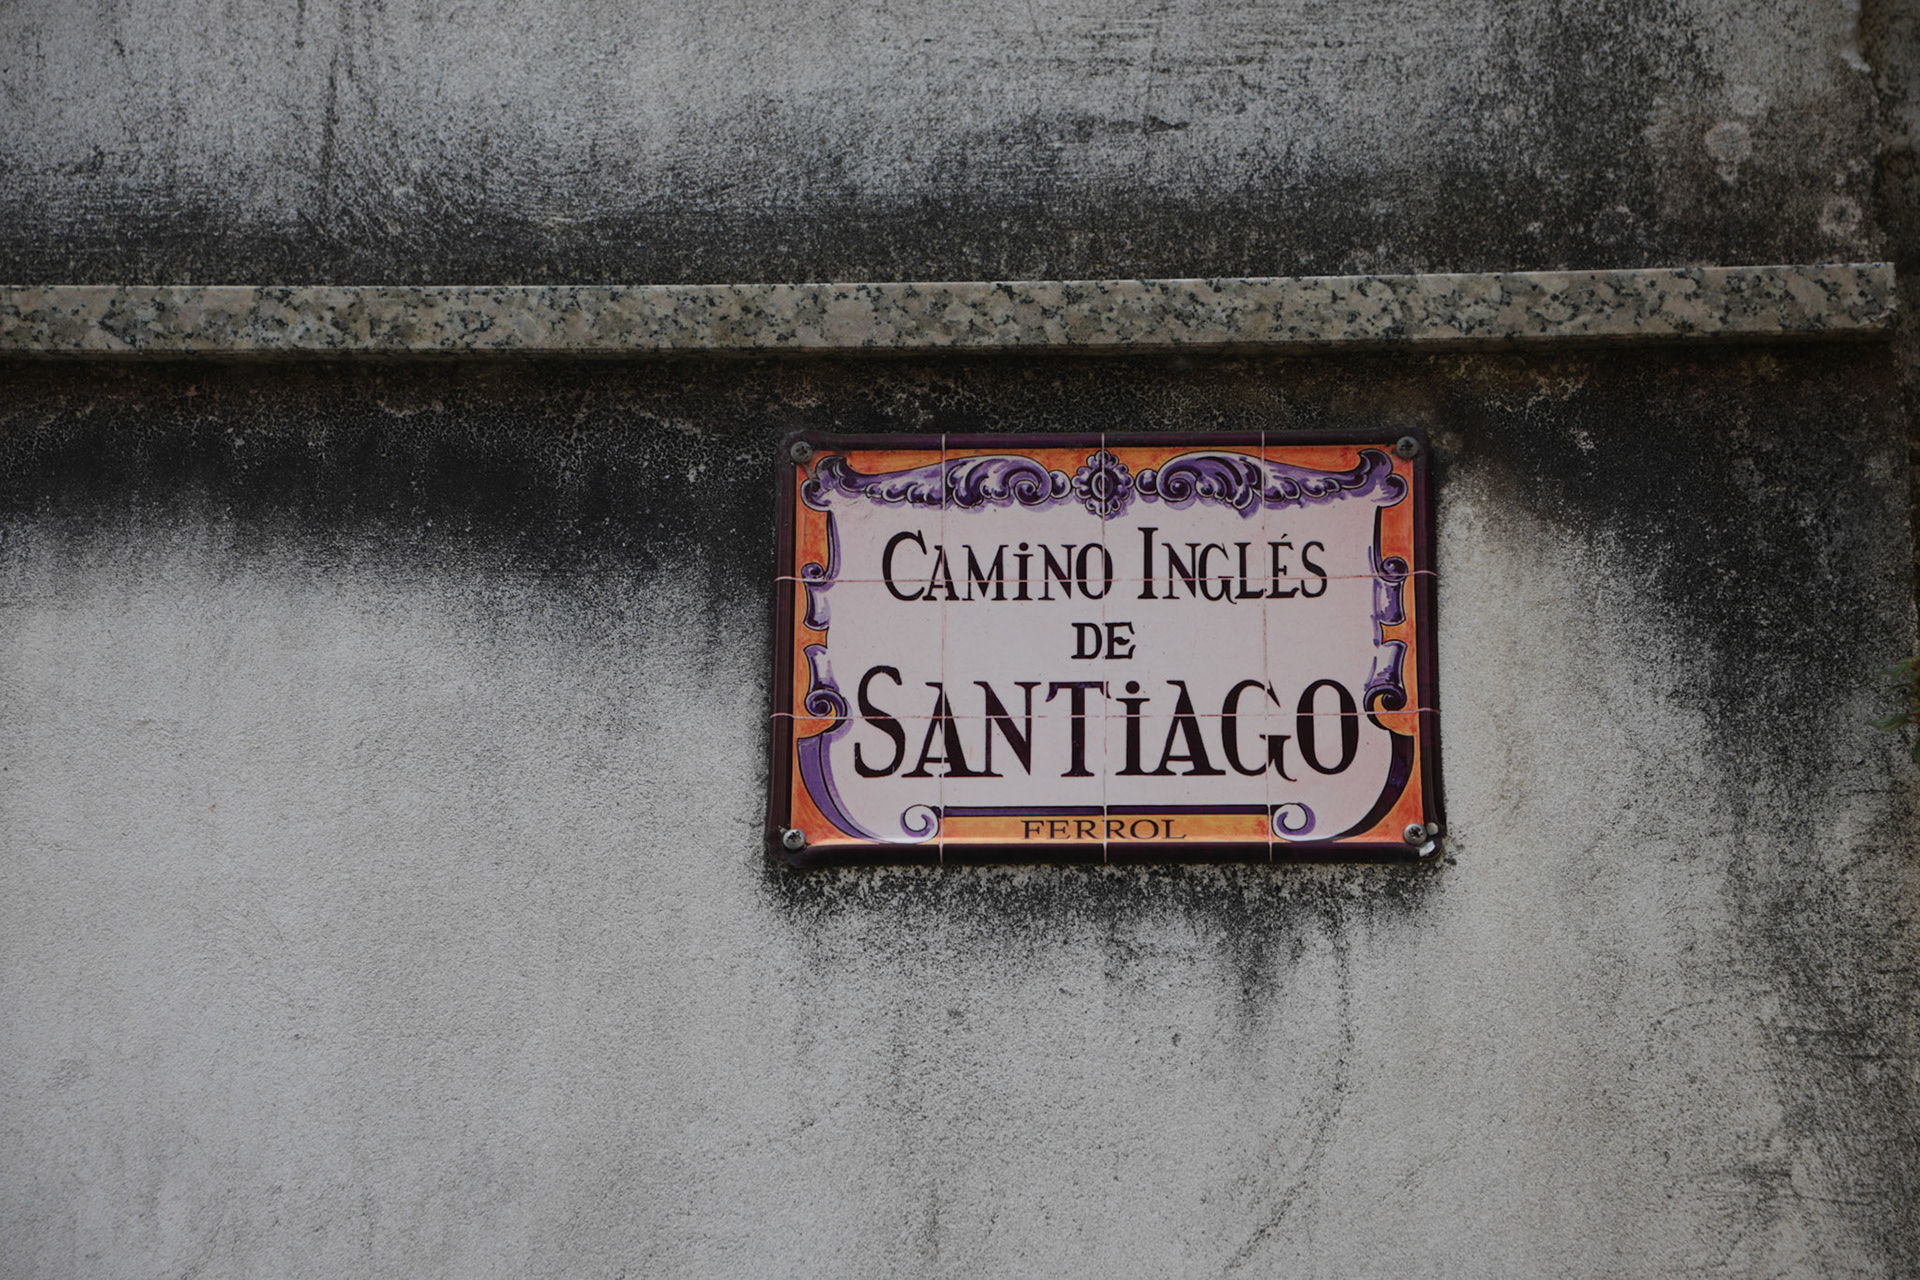 CAMiNO INGLÉS
DE
SANTiAGO
FERROL